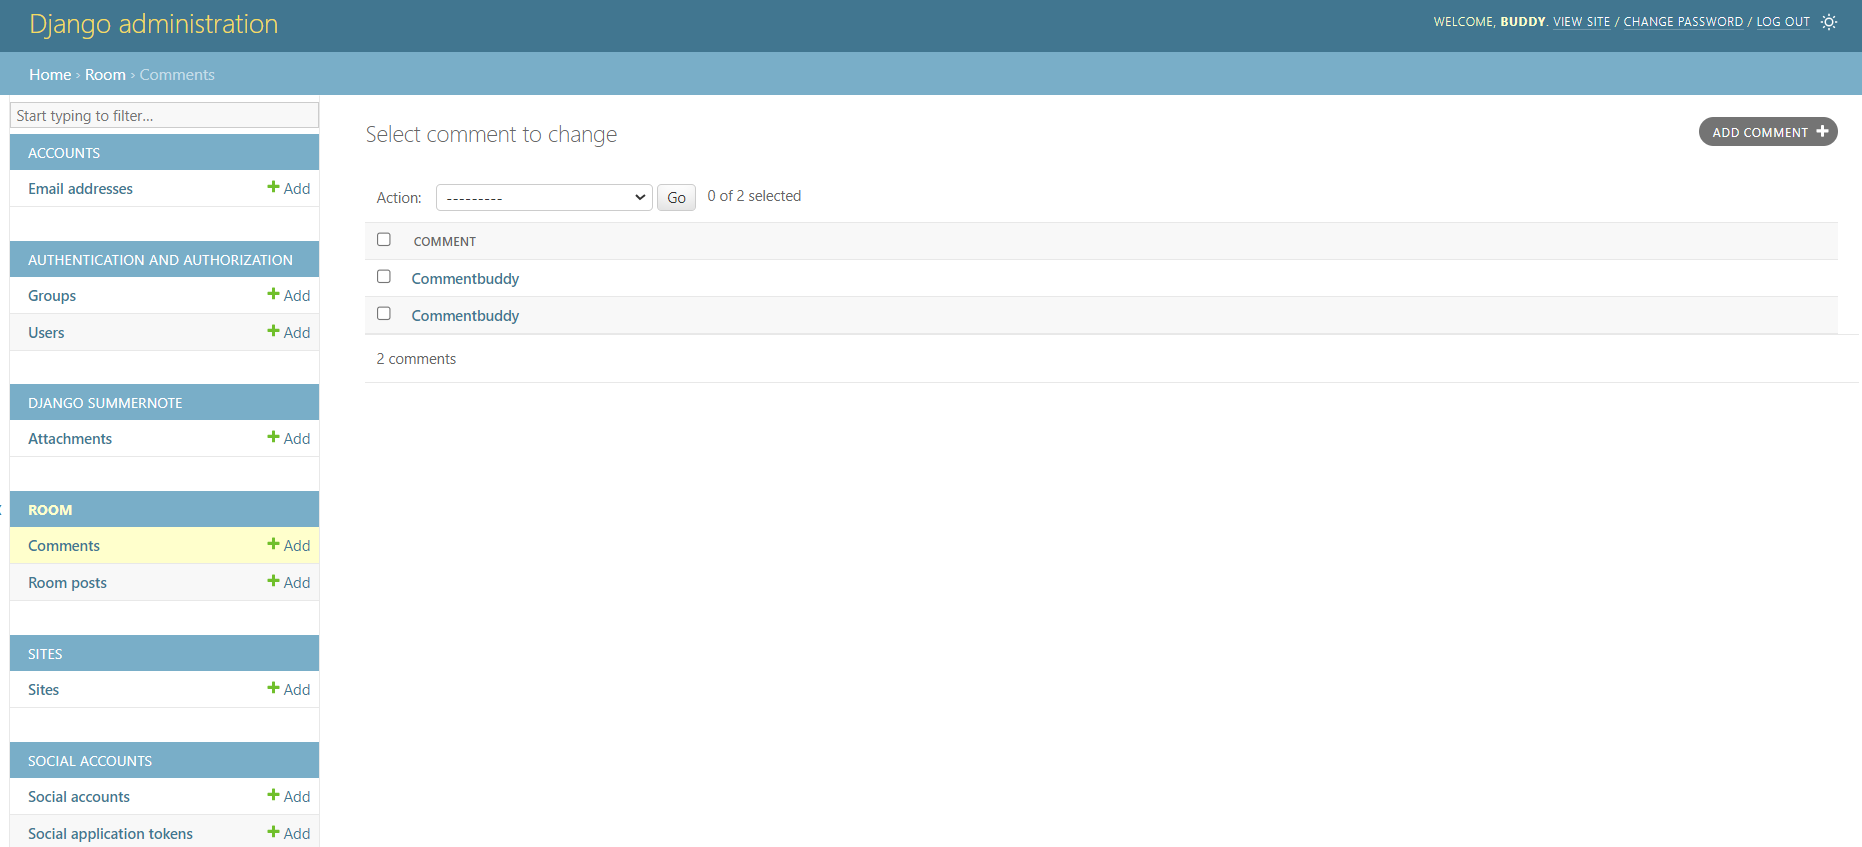 Django administration
WELCOME, BUDDY. VIEW SITE / CHANGE PASSWORD / LOG OUT
Home › Room › Comments
Start typing to filter...
ACCOUNTS
Email addresses Add
AUTHENTICATION AND AUTHORIZATION
Groups Add
Users Add
DJANGO SUMMERNOTE
Attachments Add
ROOM
Comments Add
Room posts Add
SITES
Sites Add
SOCIAL ACCOUNTS
Social accounts Add
Social application tokens Add
Select comment to change
ADD COMMENT
Action: --------- Go 0 of 2 selected
COMMENT
Commentbuddy
Commentbuddy
2 comments